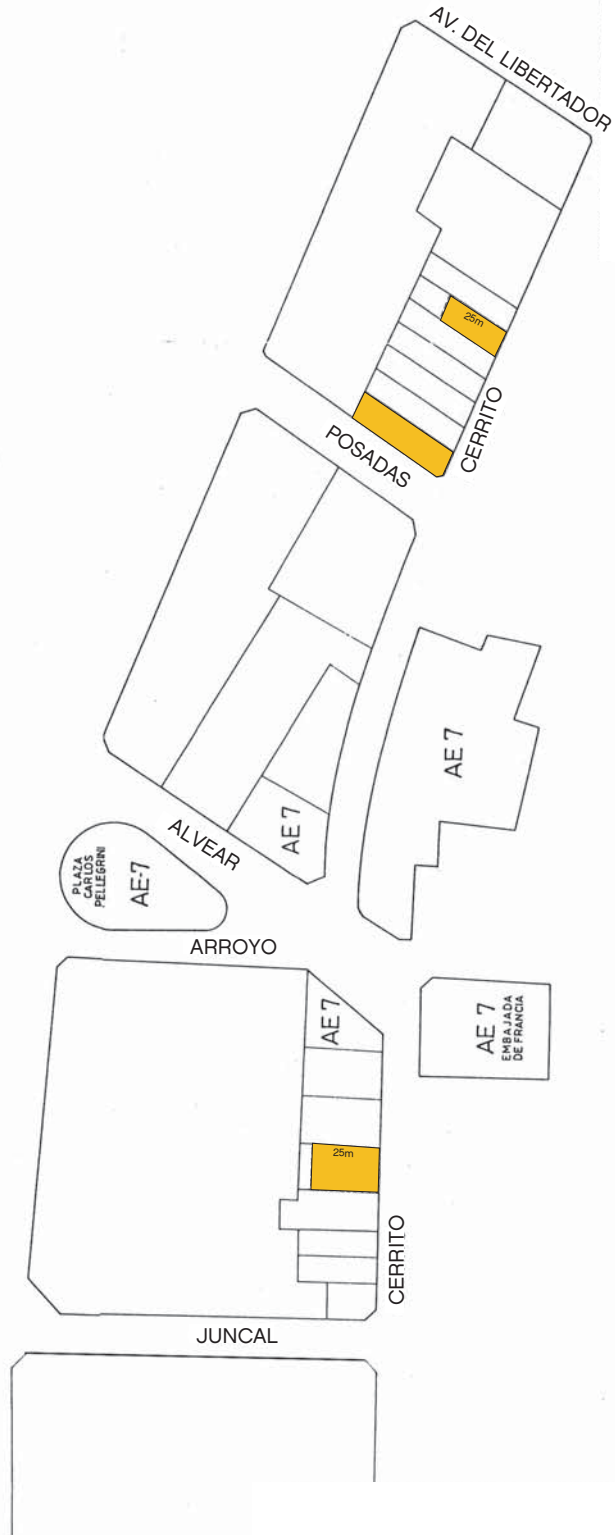 AV. DEL LIBERTADOR
25m
CERRITO
POSADAS
AE 7
ALVEAR
AE 7
PLAZA
CARLOS
PELLEGRINI
AE-7
ARROYO
AE 7
AE 7
EMBAJADA
DE FRANCIA
25m
CERRITO
JUNCAL